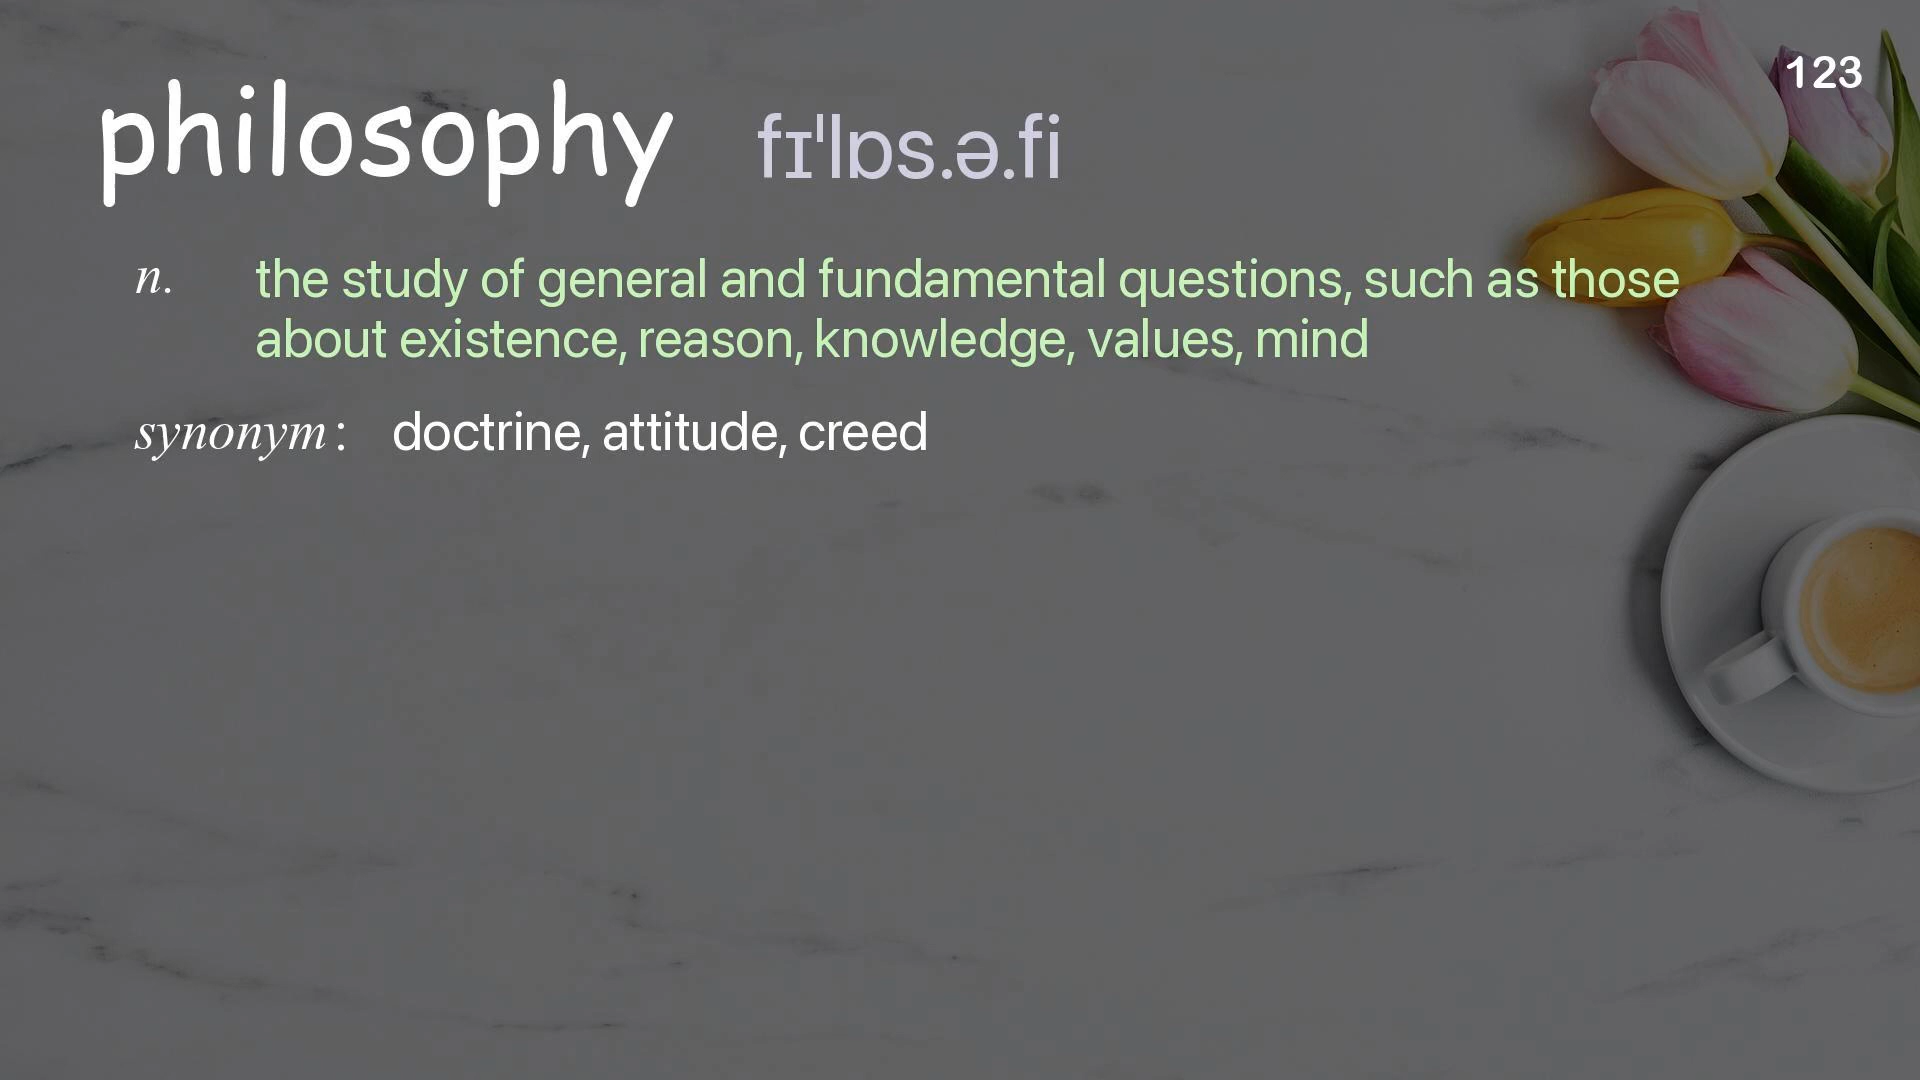 123
philosophy fɪˈlɒs.ə.fi
n. the study of general and fundamental questions, such as those
about existence, reason, knowledge, values, mind
synonym: doctrine, attitude, creed